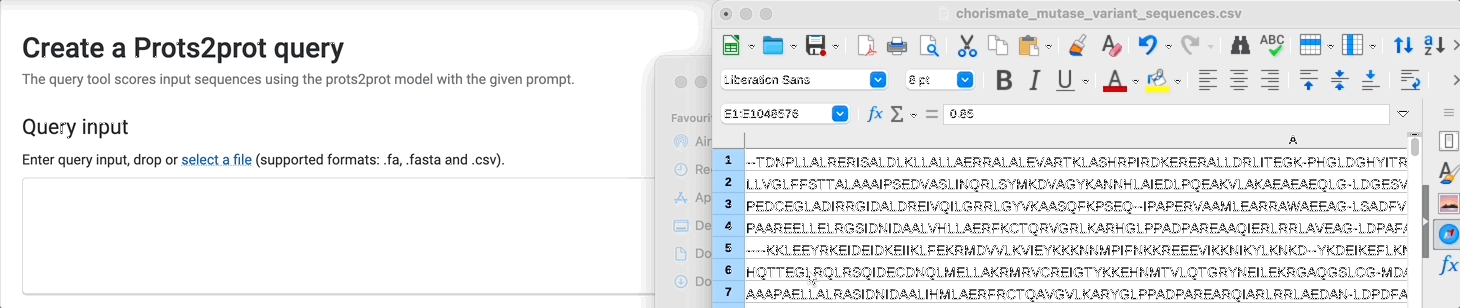 Create a Prots2prot query
The query tool scores input sequences using the prots2prot model with the given prompt.
Query input
Enter query input, drop or select a file (supported formats: .fa, .fasta and .csv).
Favourit
Air
Re
Ap
De
Do
Do
chorismate_mutase_variant_sequences.csv
ABC
Liberation Sans
8 pt
B I U
A
E1:E1048576
fx Σ = 0.85
A
1 --TDNPLLALRERISALDLKLLALLAERRALALEVARTKLASHRPIRDKERERALLDRLITEGK-PHGLDGHYITR
2 LLVGLFFSTTALAAAIPSEDVASLINQRLSYMKDVAGYKANNHLAIEDLPQEAKVLAKAEAEAEQLG-LDGESV
3 PEDCEGLADIRRGIDALDREIVQILGRRLGYVKAASQFKPSEQ--IPAPERVAAMLEARRAWAEEAG-LSADFV
4 PAAREELLELRGSIDNIDAALVHLLAERFKCTQRVGRLKARHGLPPADPAREAAQIERLRRLAVEAG-LDPAFA
5 ----KKLEEYRKEIDEIDKEIIKLFEKRMDVVLKVIEYKKKNNMPIFNKKREEEVIKKNIKYLKNKD--YKDEIKEFLKN
6 HQTTEGLRQLRSQIDECDNQLMELLAKRMRVCREIGTYKKEHNMTVLQTGRYNEILEKRGAQGSLCG-MDA
7 AAAPAELLALRASIDNIDAALIHMLAERFRCTQAVGVLKARYGLPPADPAREARQIARLRRLAEDAN-LDPDFA